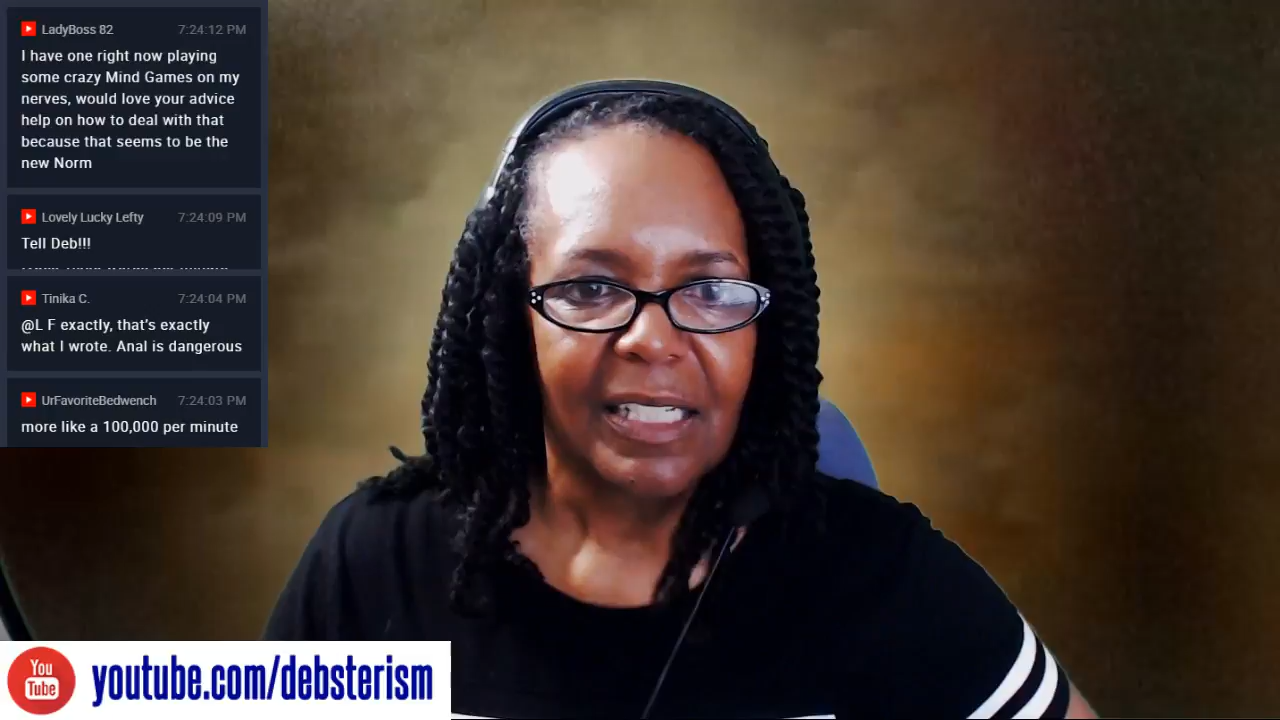 LadyBoss 82 7:24:12 PM
I have one right now playing
some crazy Mind Games on my
nerves, would love your advice
help on how to deal with that
because that seems to be the
new Norm
Lovely Lucky Lefty 7:24:09 PM
Tell Deb!!!
Tinika C. 7:24:04 PM
@L F exactly, that's exactly
what I wrote. Anal is dangerous
UrFavoriteBedwench 7:24:03 PM
more like a 100,000 per minute
You
Tube
youtube.com/debsterism